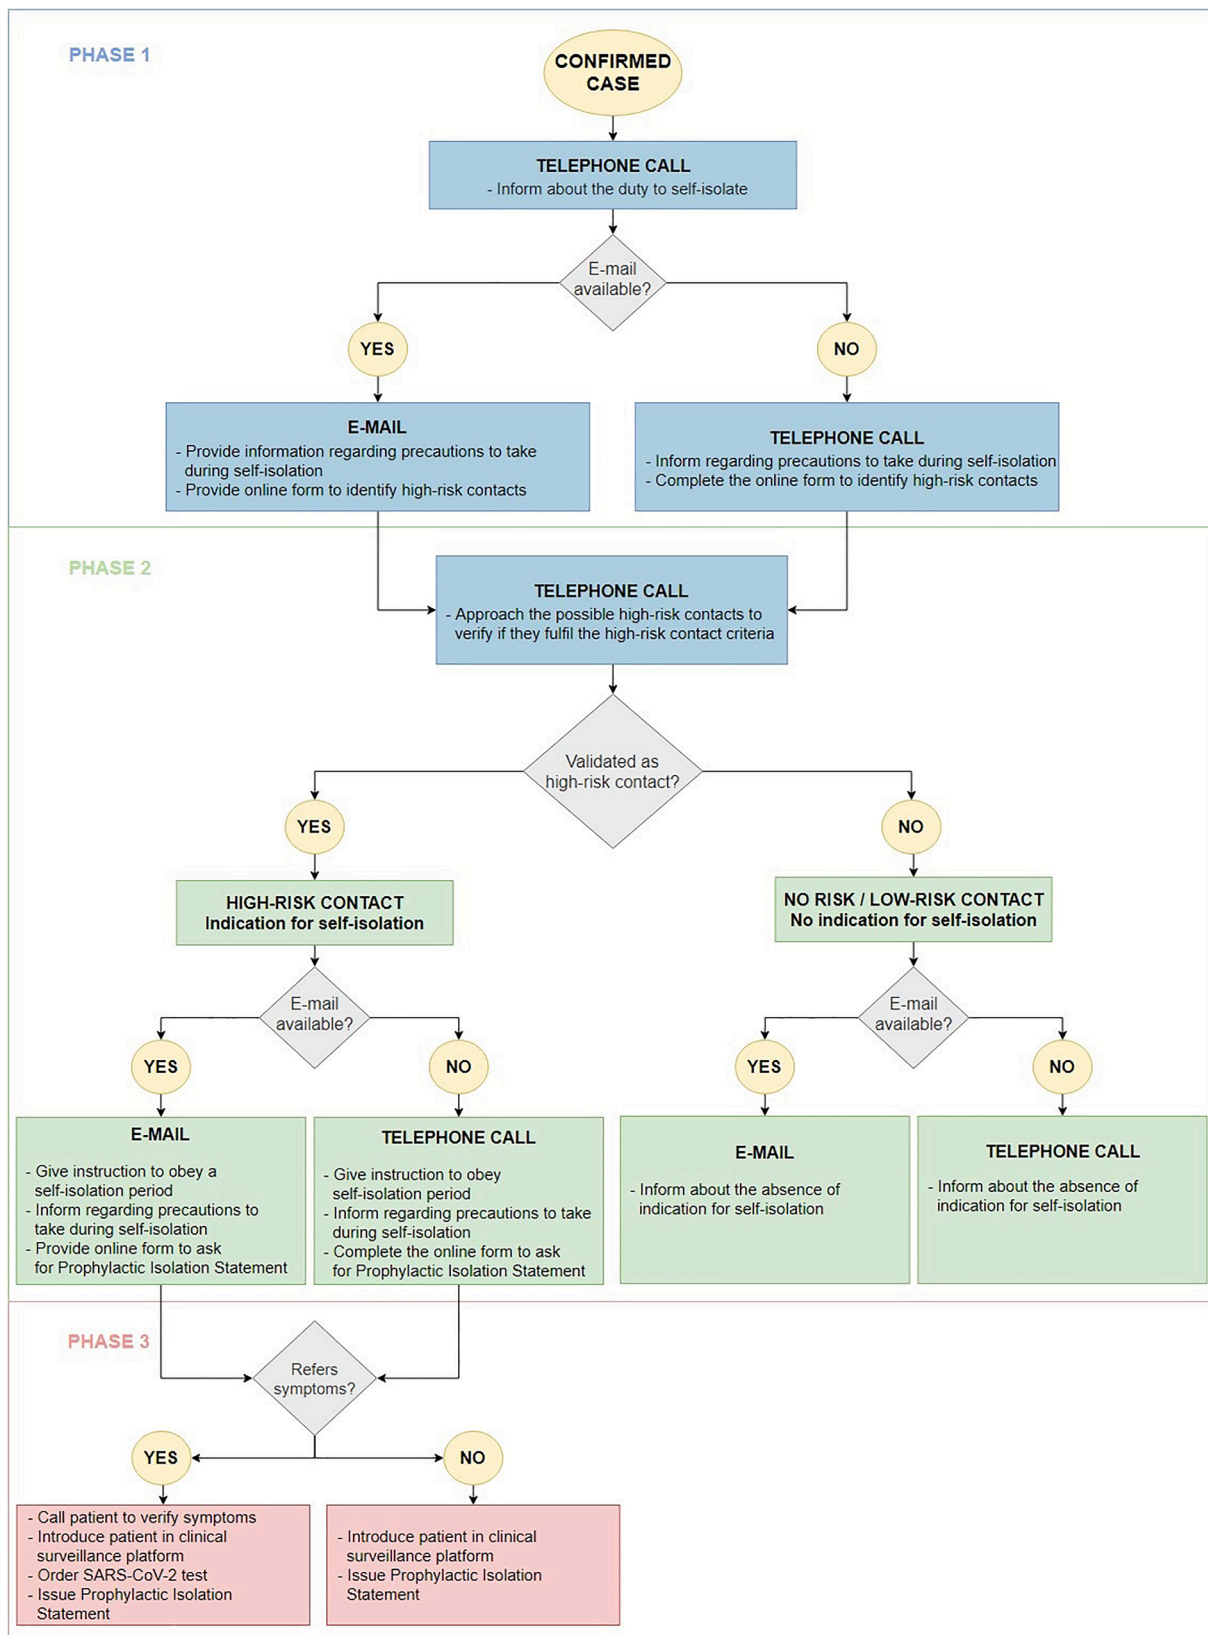 PHASE 1
CONFIRMED
CASE
TELEPHONE CALL
- Inform about the duty to self-isolate
E-mail
available?
YES
NO
E-MAIL
- Provide information regarding precautions to take
during self-isolation
- Provide online form to identify high-risk contacts
TELEPHONE CALL
- Inform regarding precautions to take during self-isolation
- Complete the online form to identify high-risk contacts
PHASE 2
TELEPHONE CALL
- Approach the possible high-risk contacts to
verify if they fulfil the high-risk contact criteria
Validated as
high-risk contact?
YES
NO
HIGH-RISK CONTACT
Indication for self-isolation
NO RISK / LOW-RISK CONTACT
No indication for self-isolation
E-mail
available?
E-mail
available?
YES
NO
YES
NO
E-MAIL
- Give instruction to obey a
self-isolation period
- Inform regarding precautions to
take during self-isolation
- Provide online form to ask
for Prophylactic Isolation Statement
TELEPHONE CALL
- Give instruction to obey
self-isolation period
- Inform regarding precautions to take
during self-isolation
- Complete the online form to ask
for Prophylactic Isolation Statement
E-MAIL
- Inform about the absence of
indication for self-isolation
TELEPHONE CALL
- Inform about the absence of
indication for self-isolation
PHASE 3
Refers
symptoms?
YES
NO
- Call patient to verify symptoms
- Introduce patient in clinical
surveillance platform
- Order SARS-CoV-2 test
- Issue Prophylactic Isolation
Statement
- Introduce patient in clinical
surveillance platform
- Issue Prophylactic Isolation
Statement